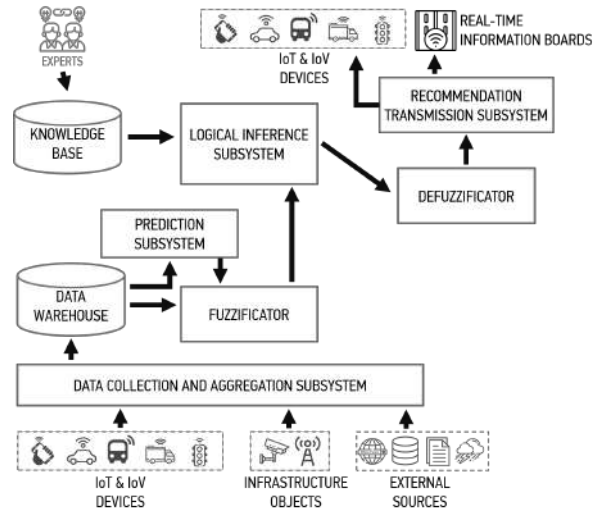 EXPERTS
IoT & IoV
DEVICES
REAL-TIME
INFORMATION BOARDS
KNOWLEDGE
BASE
LOGICAL INFERENCE
SUBSYSTEM
RECOMMENDATION
TRANSMISSION SUBSYSTEM
DEFUZZIFICATOR
PREDICTION
SUBSYSTEM
DATA
WAREHOUSE
FUZZIFICATOR
DATA COLLECTION AND AGGREGATION SUBSYSTEM
IoT & IoV
DEVICES
INFRASTRUCTURE
OBJECTS
EXTERNAL
SOURCES